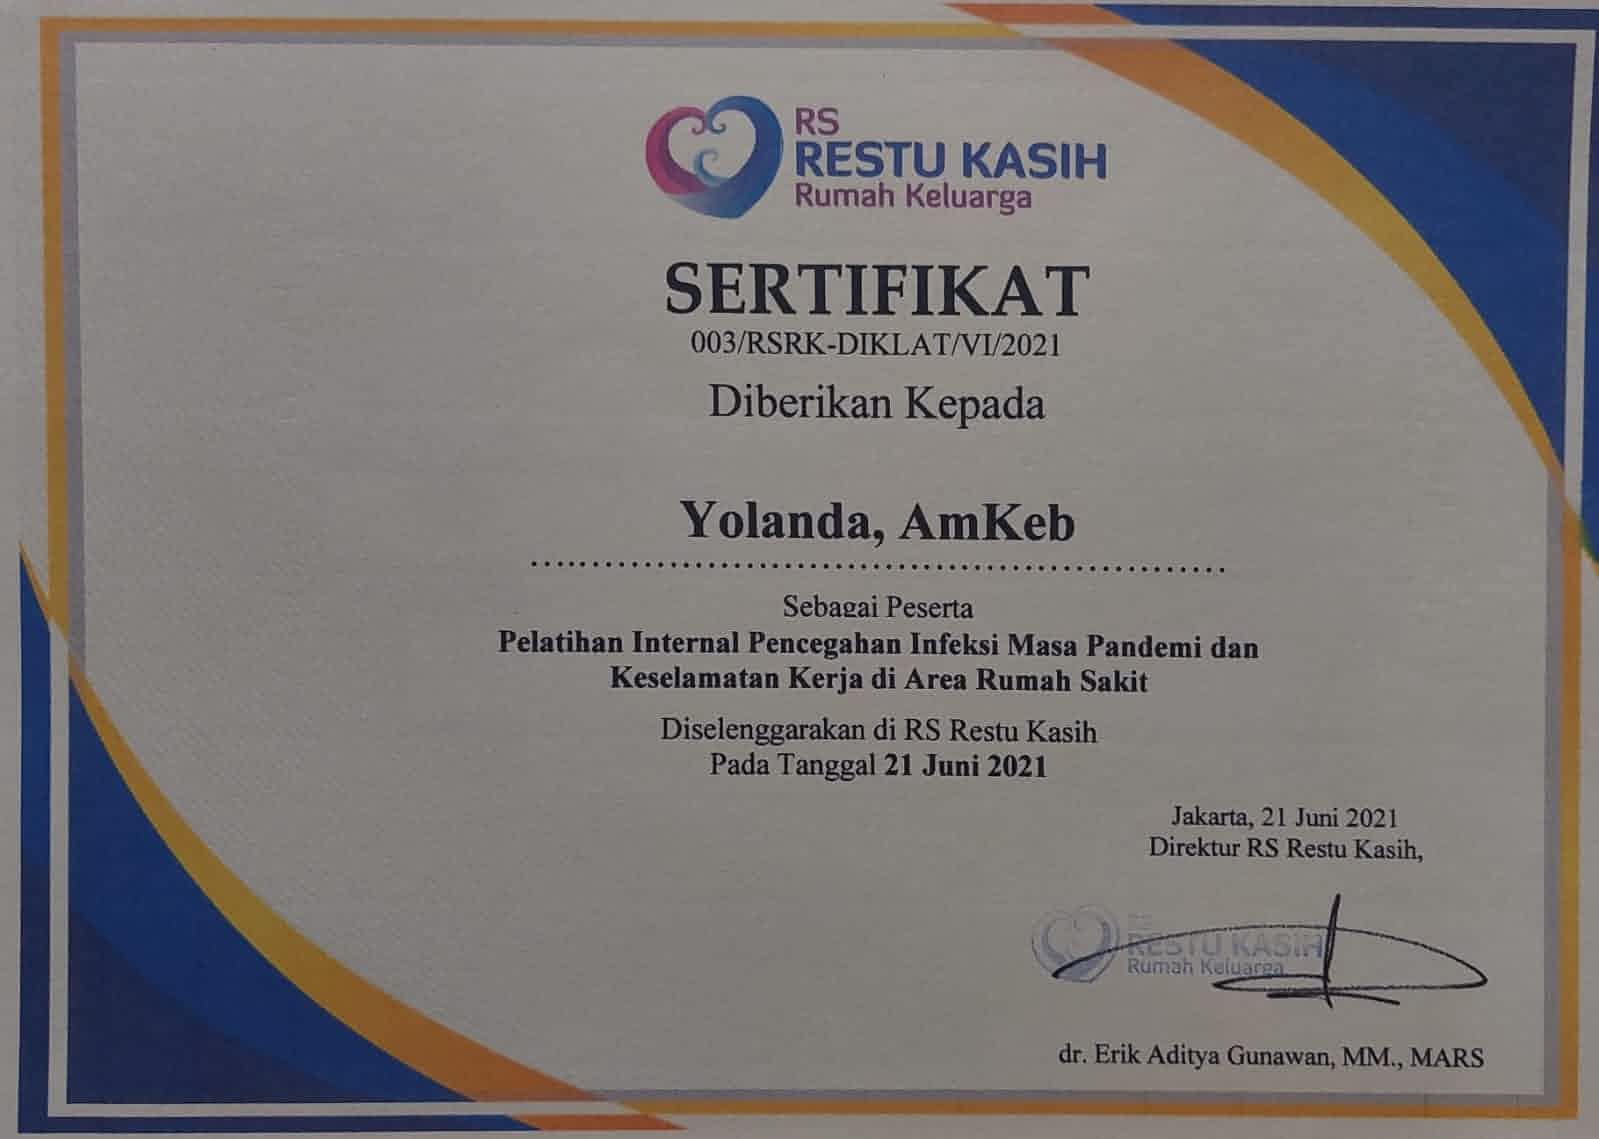 RS
RESTU KASIH
Rumah Keluarga
SERTIFIKAT
003/RSRK-DIKLAT/VI/2021
Diberikan Kepada
Yolanda, AmKeb
Sebagai Peserta
Pelatihan Internal Pencegahan Infeksi Masa Pandemi dan
Keselamatan Kerja di Area Rumah Sakit
Diselenggarakan di RS Restu Kasih
Pada Tanggal 21 Juni 2021
Jakarta, 21 Juni 2021
Direktur RS Restu Kasih,
RS
RESTU KASIH
Rumah Keluarga
dr. Erik Aditya Gunawan, MM., MARS